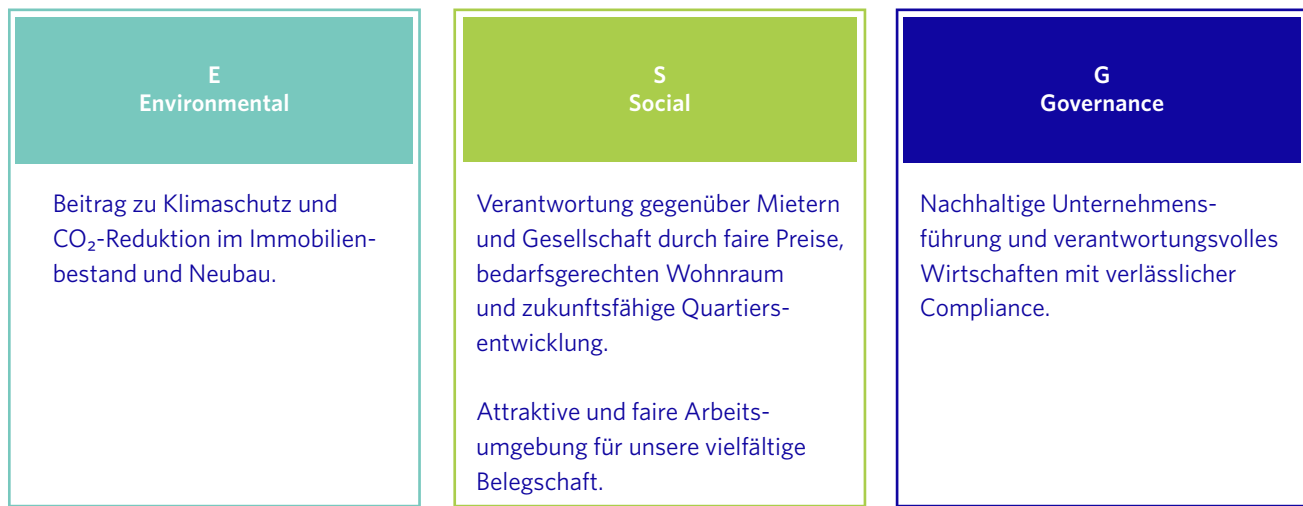 E
Environmental
Beitrag zu Klimaschutz und
CO₂-Reduktion im Immobilien-
bestand und Neubau.
S
Social
Verantwortung gegenüber Mietern
und Gesellschaft durch faire Preise,
bedarfsgerechten Wohnraum
und zukunftsfähige Quartiers-
entwicklung.
Attraktive und faire Arbeits-
umgebung für unsere vielfältige
Belegschaft.
G
Governance
Nachhaltige Unternehmens-
führung und verantwortungsvolles
Wirtschaften mit verlässlicher
Compliance.